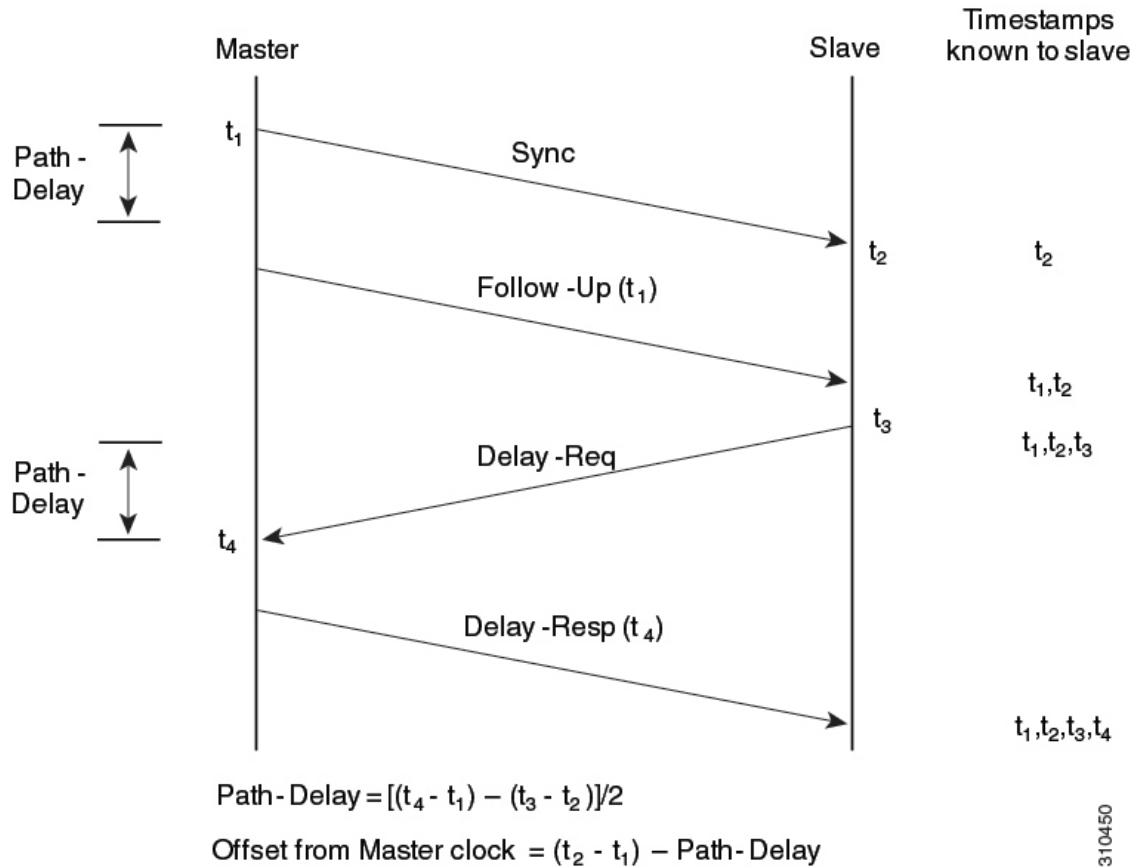 Timestamps
known to slave
Master
Slave
t₁
Path -
Delay
Sync
t₂
t₂
Follow -Up (t₁)
t₁,t₂
t₃
t₁,t₂,t₃
Path -
Delay
Delay -Req
t₄
Delay -Resp (t₄)
t₁,t₂,t₃,t₄
Path- Delay = [(t₄ - t₁) – (t₃ - t₂)]/2
Offset from Master clock = (t₂ - t₁) – Path- Delay
310450